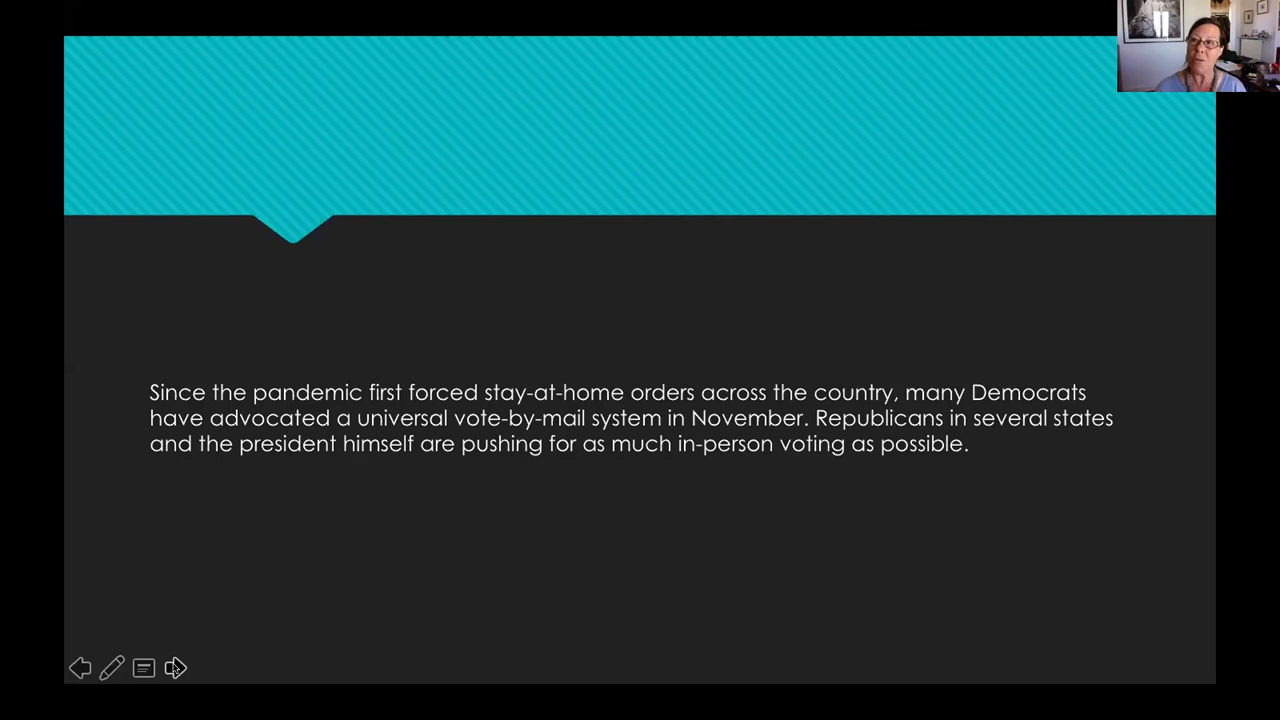 Since the pandemic first forced stay-at-home orders across the country, many Democrats
have advocated a universal vote-by-mail system in November. Republicans in several states
and the president himself are pushing for as much in-person voting as possible.